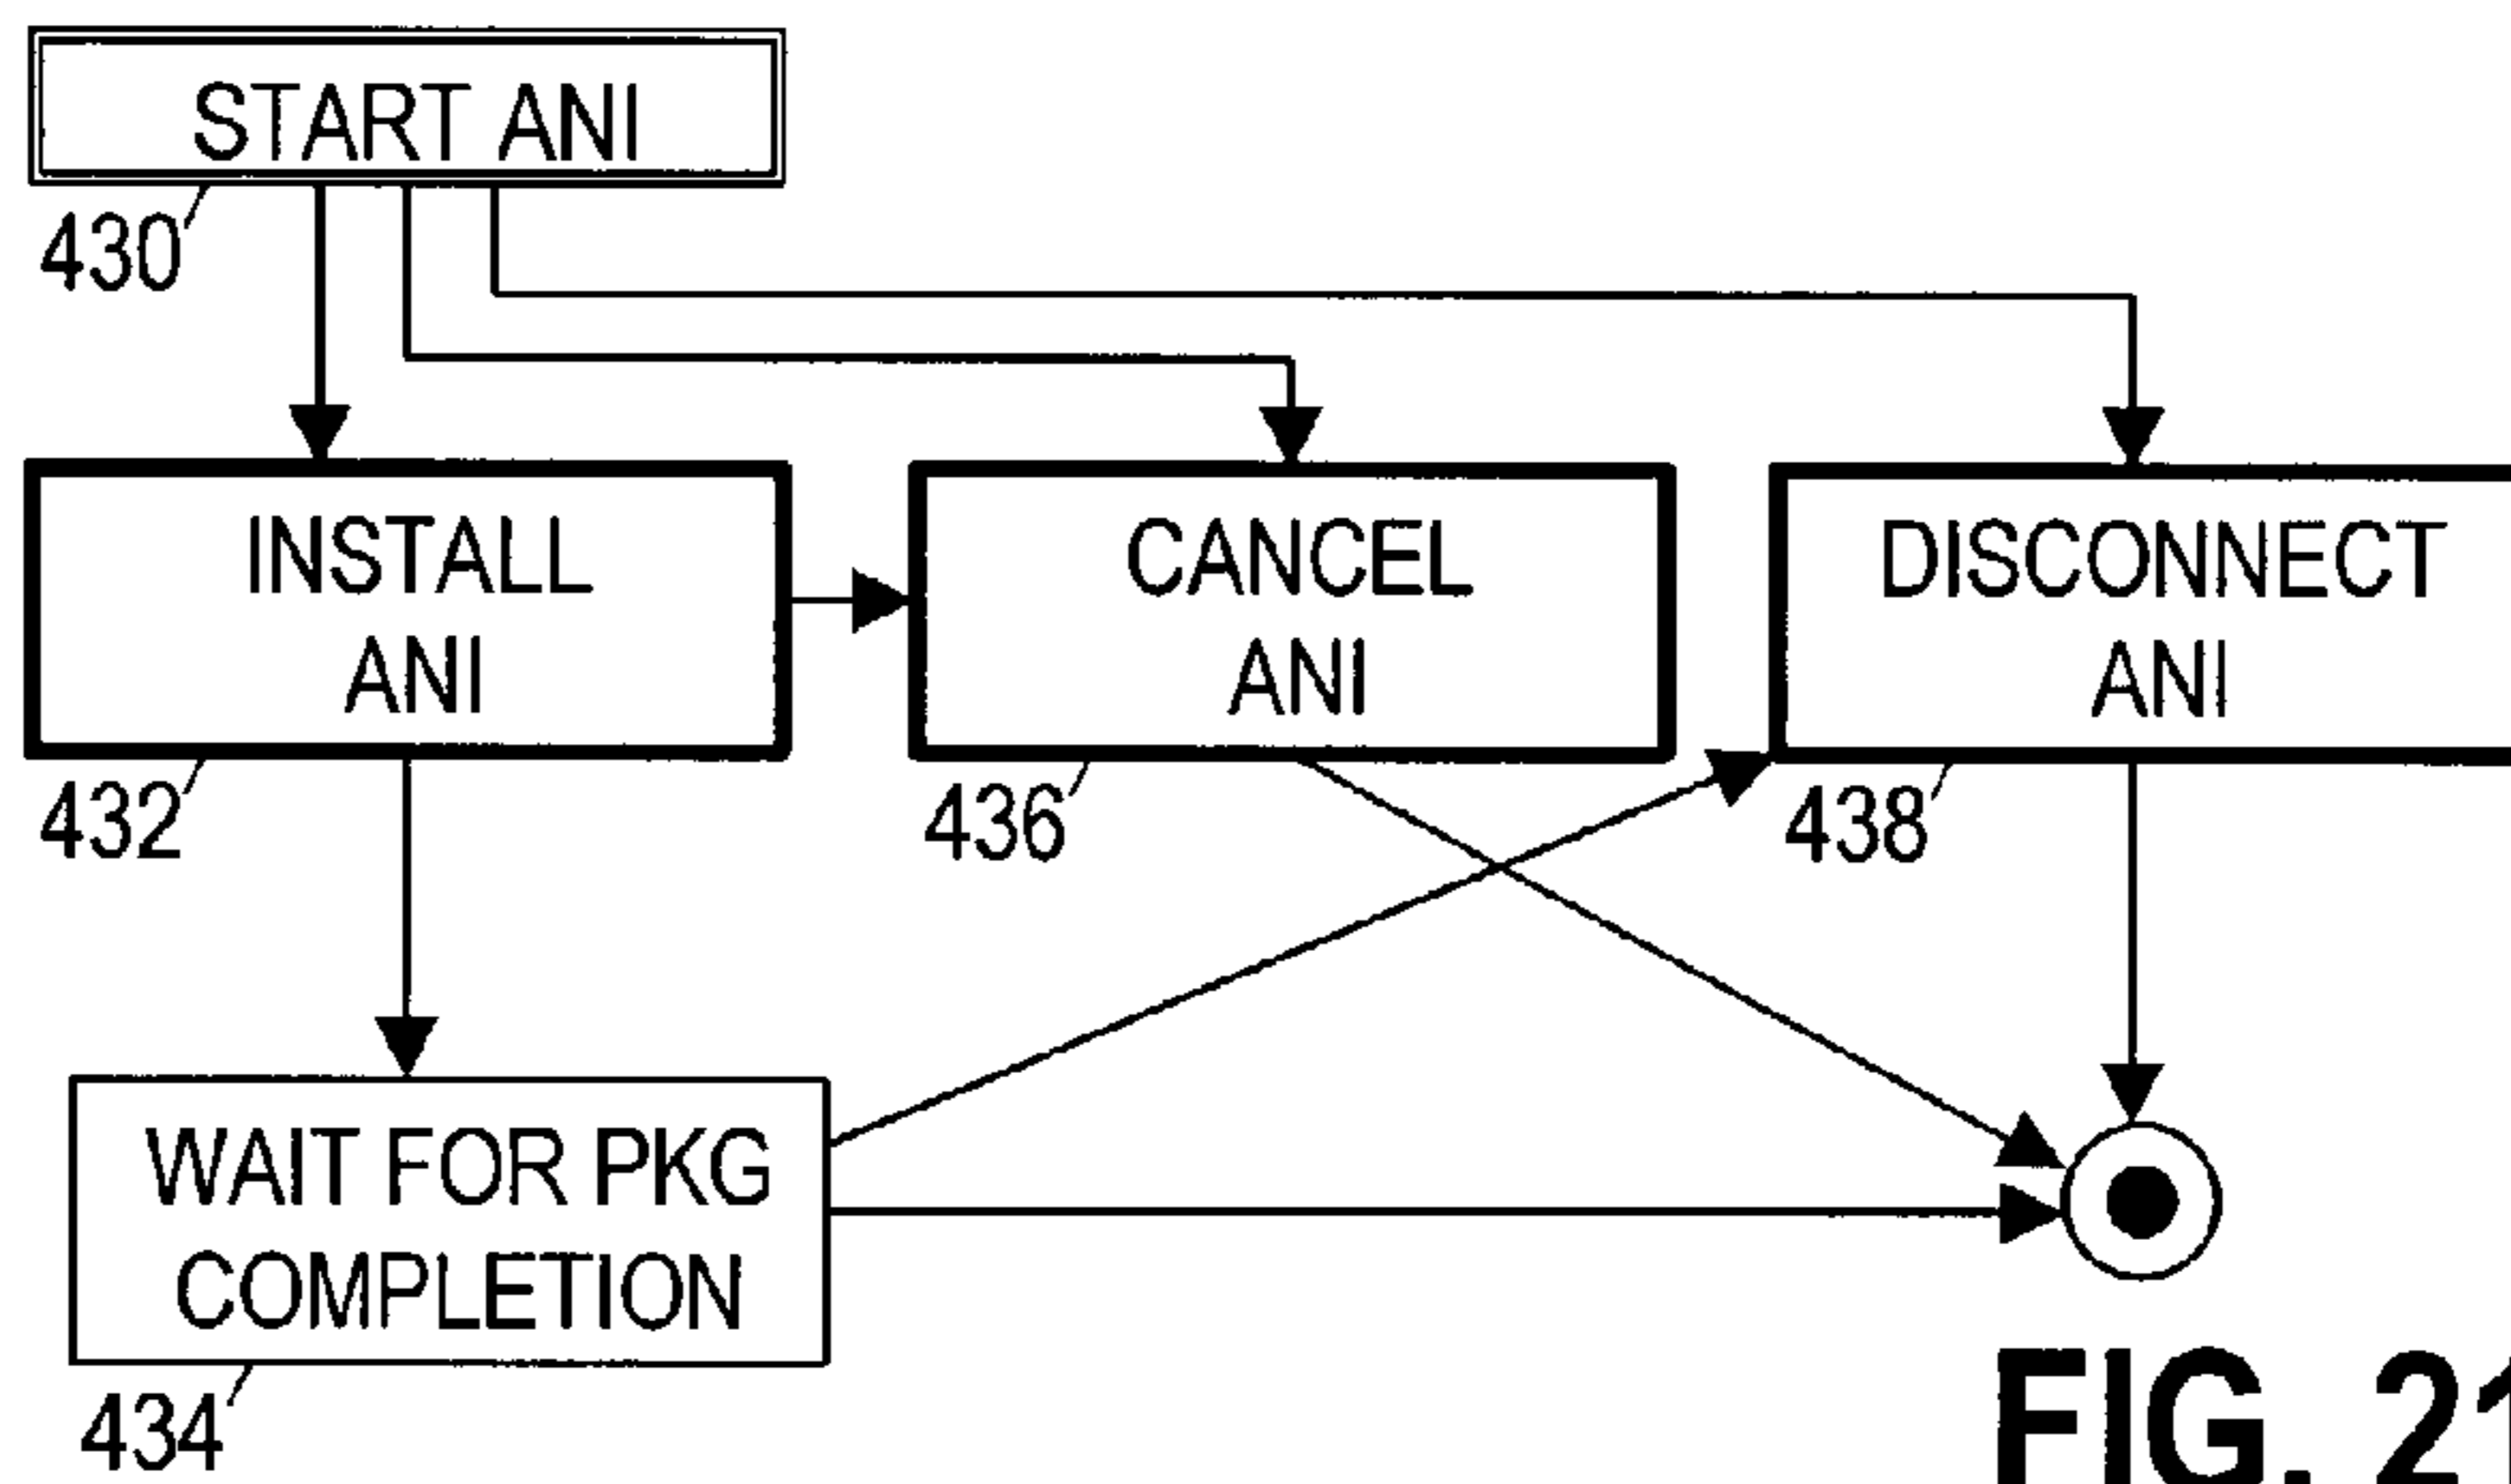 START ANI
430
INSTALL
ANI
432
CANCEL
ANI
436
DISCONNECT
ANI
438
WAIT FOR PKG
COMPLETION
434
FIG. 21